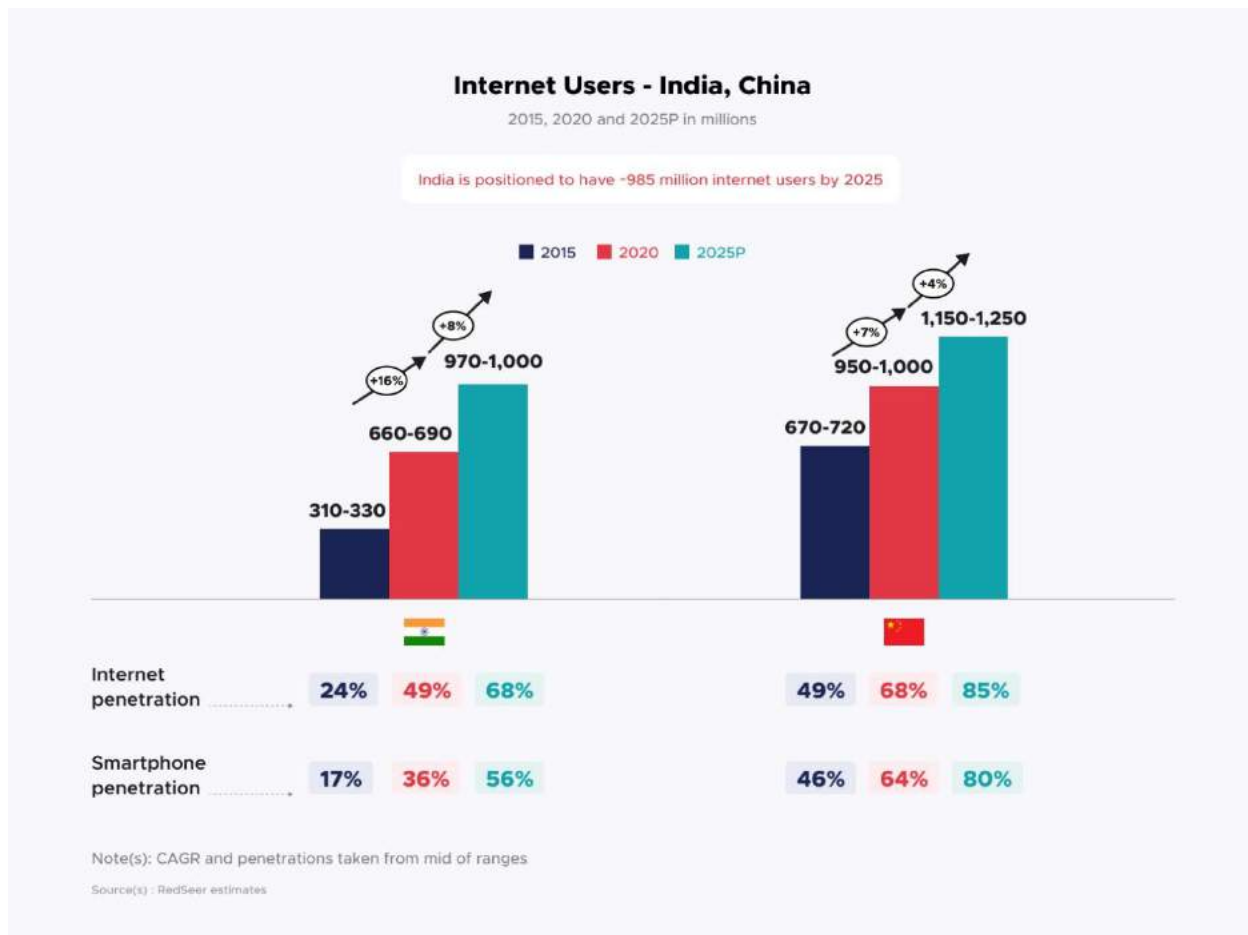 Internet Users - India, China
2015, 2020 and 2025P in millions
India is positioned to have ~985 million internet users by 2025
2015 2020 2025P
+16%
+8%
310-330
660-690
970-1,000
+7%
+4%
670-720
950-1,000
1,150-1,250
Internet
penetration
24% 49% 68% 49% 68% 85%
Smartphone
penetration
17% 36% 56% 46% 64% 80%
Note(s): CAGR and penetrations taken from mid of ranges
Source(s) : RedSeer estimates